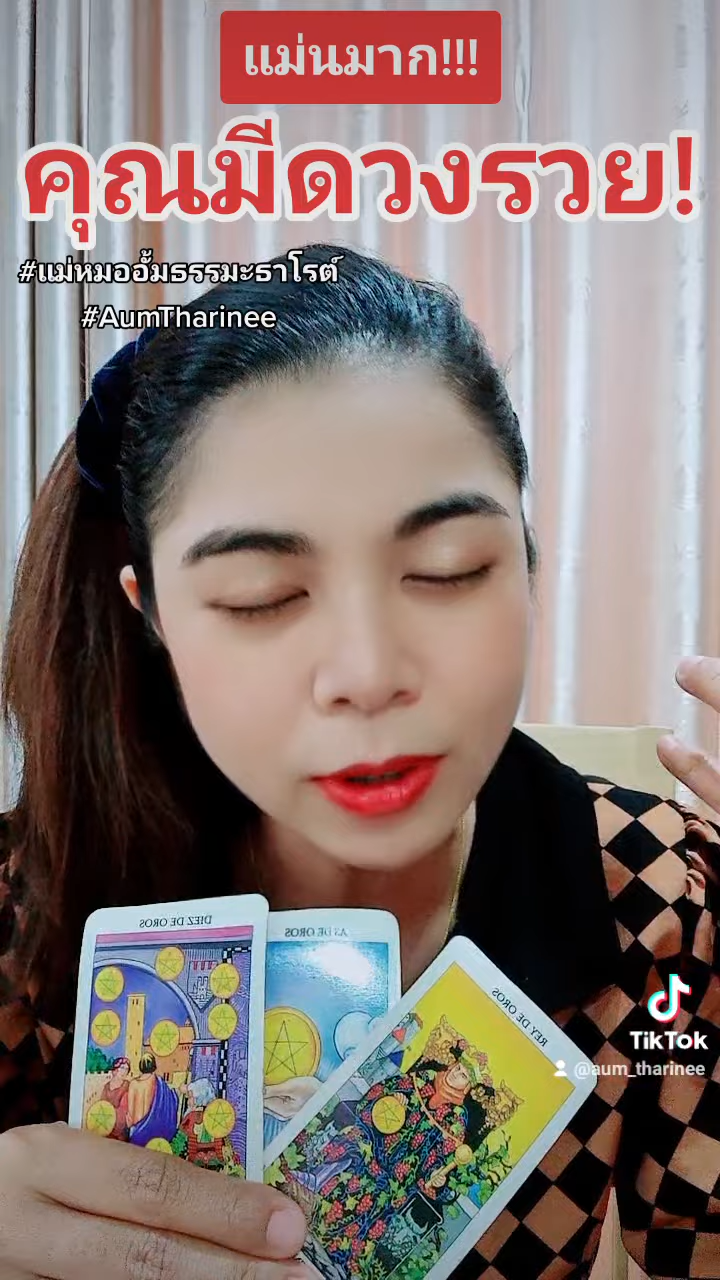 แม่นมาก!!!
คุณมีดวงรวย!
#แม่หมออั้มธรรมะธาโรต์
#AumTharinee
DIEZ DE OROS
AS DE OROS
REY DE OROS
TikTok
@aum_tharinee